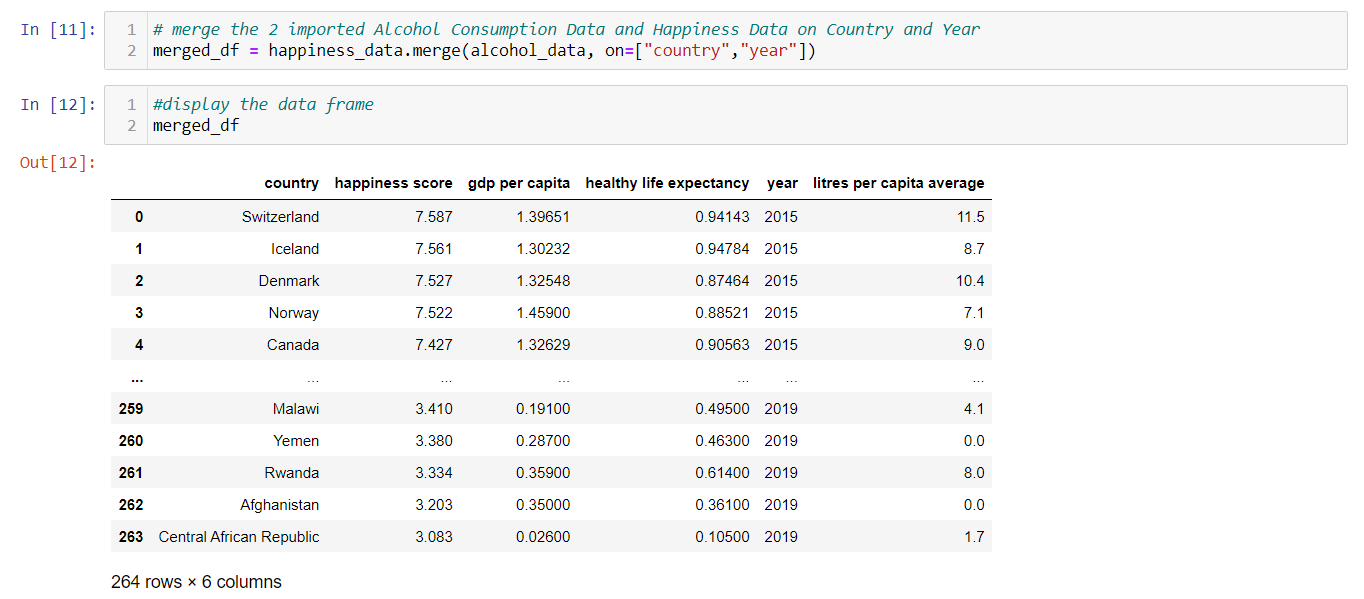 In [11]: 1 # merge the 2 imported Alcohol Consumption Data and Happiness Data on Country and Year
2 merged_df = happiness_data.merge(alcohol_data, on=["country","year"])
In [12]: 1 #display the data frame
2 merged_df
Out[12]:
country happiness score gdp per capita healthy life expectancy year litres per capita average
0 Switzerland 7.587 1.39651 0.94143 2015 11.5
1 Iceland 7.561 1.30232 0.94784 2015 8.7
2 Denmark 7.527 1.32548 0.87464 2015 10.4
3 Norway 7.522 1.45900 0.88521 2015 7.1
4 Canada 7.427 1.32629 0.90563 2015 9.0
... ... ... ... ... ... ...
259 Malawi 3.410 0.19100 0.49500 2019 4.1
260 Yemen 3.380 0.28700 0.46300 2019 0.0
261 Rwanda 3.334 0.35900 0.61400 2019 8.0
262 Afghanistan 3.203 0.35000 0.36100 2019 0.0
263 Central African Republic 3.083 0.02600 0.10500 2019 1.7
264 rows × 6 columns